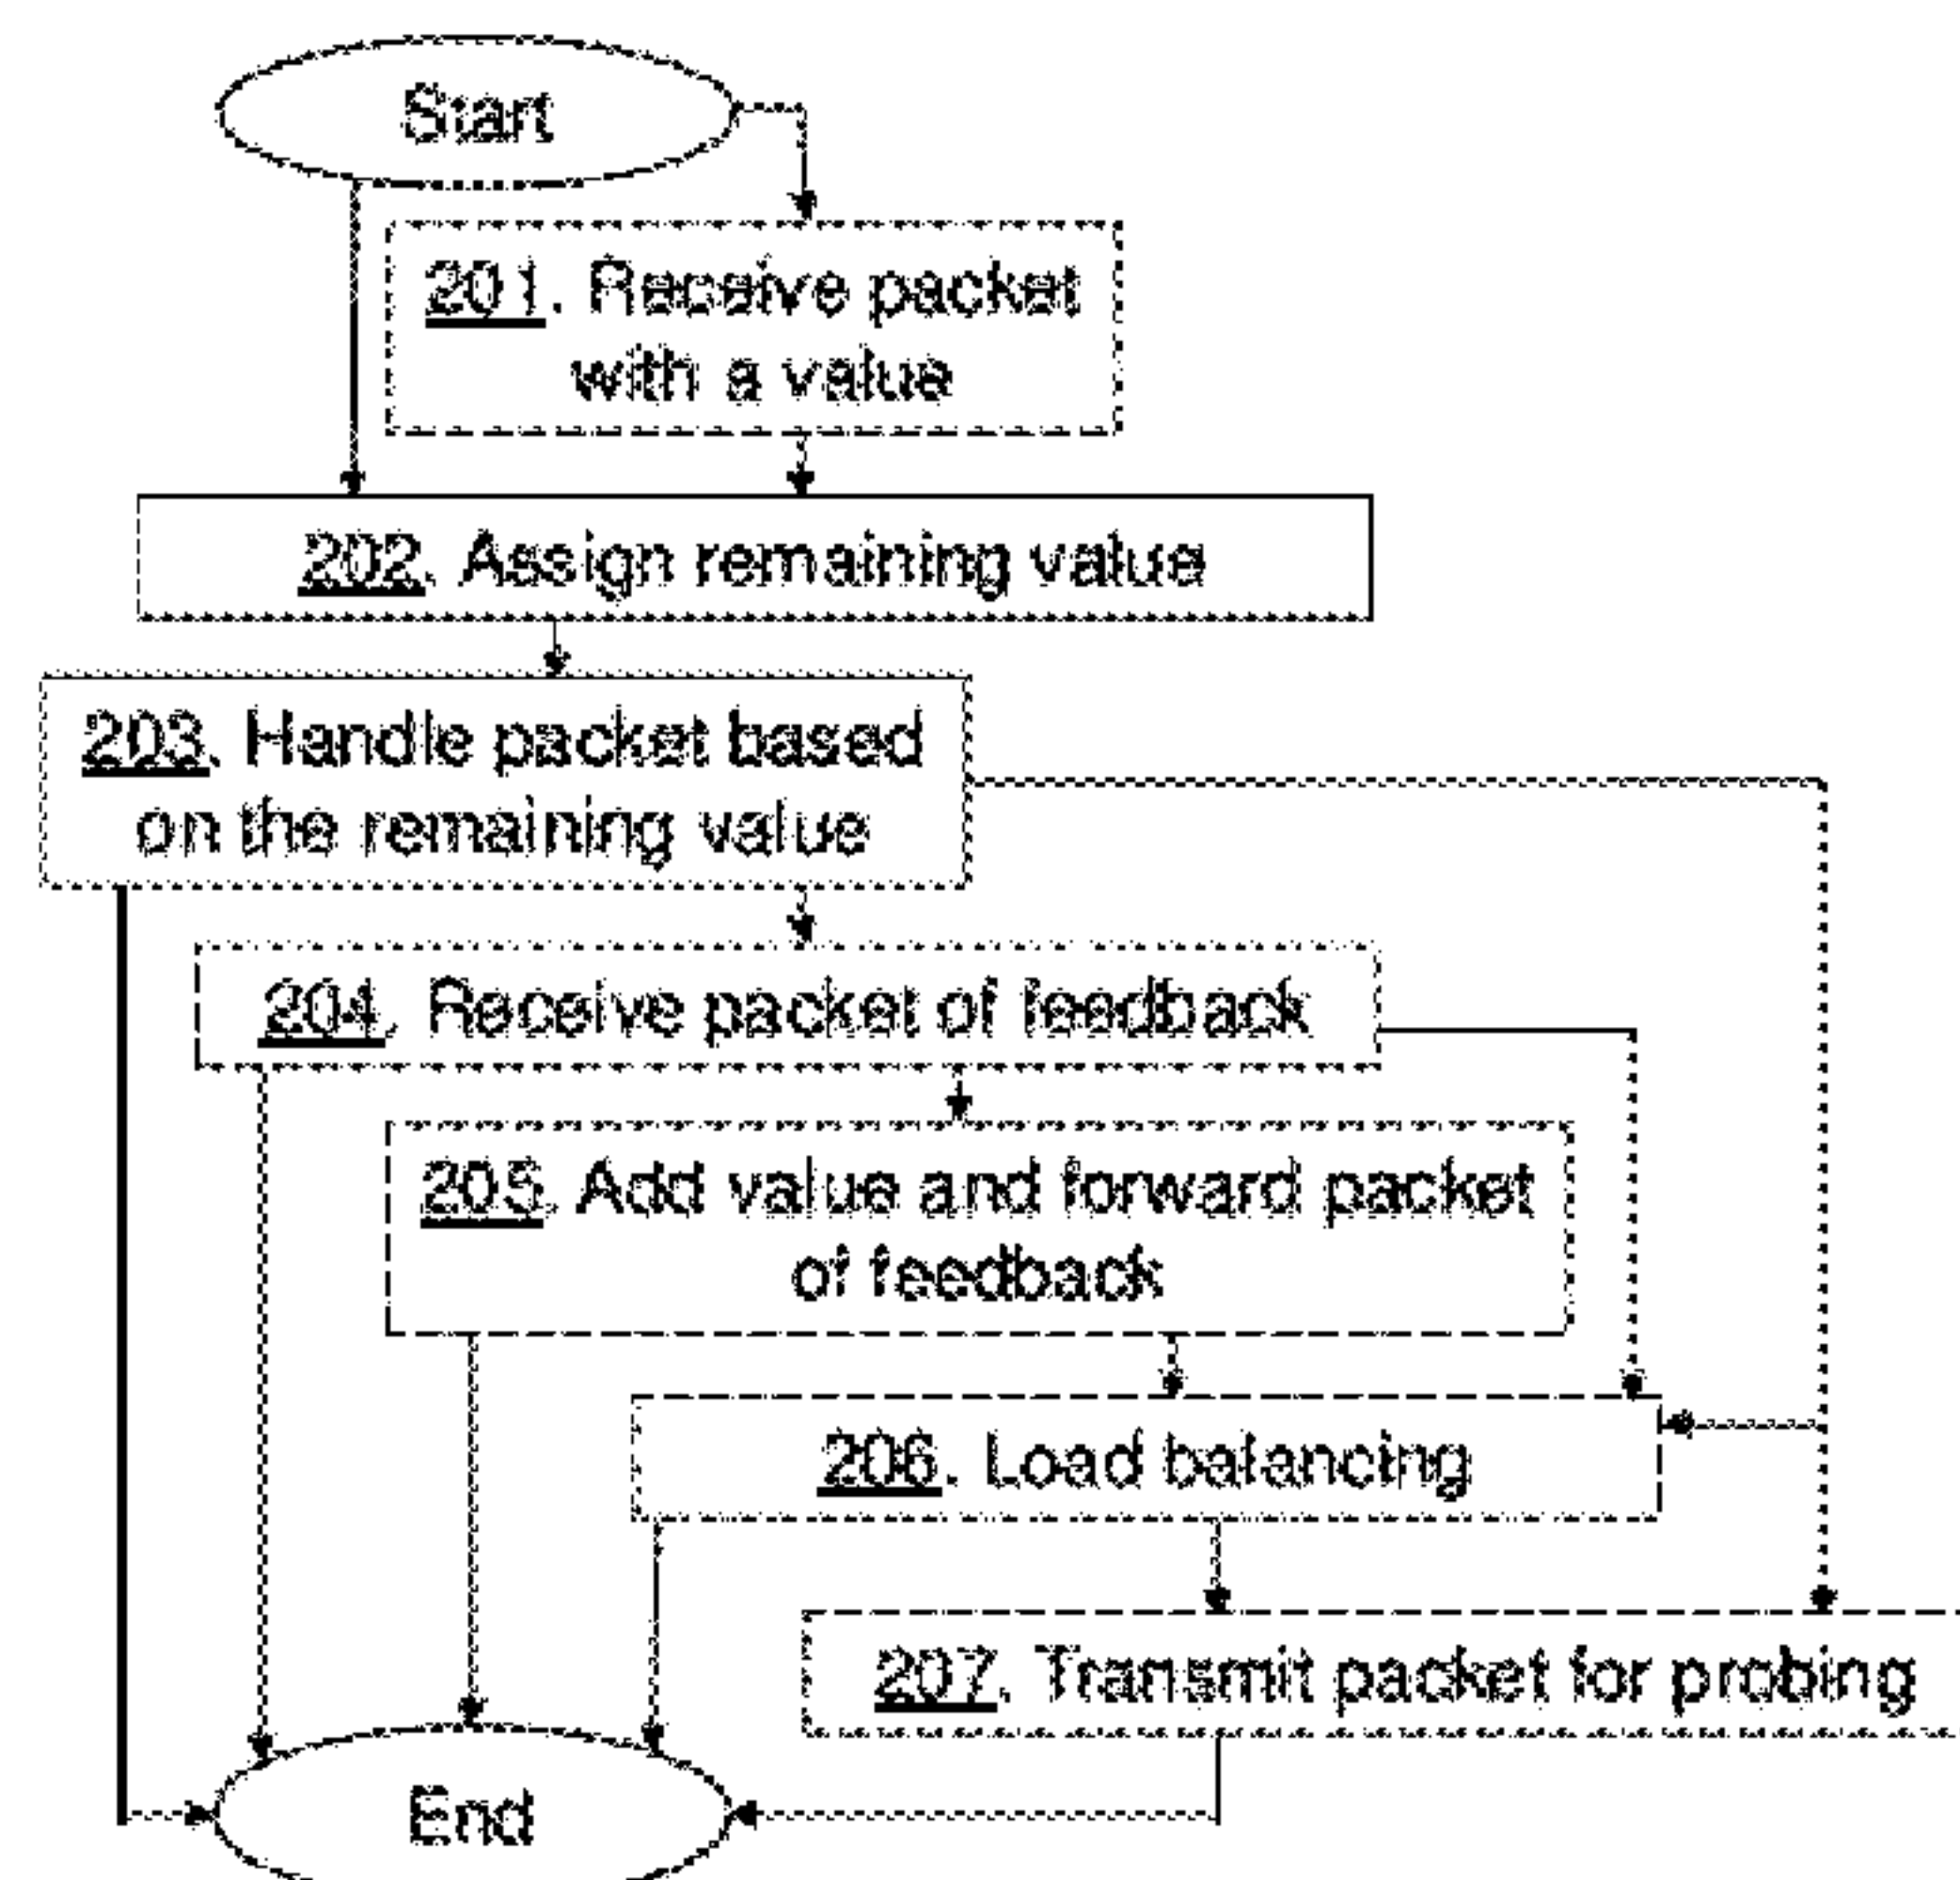 Start
201. Receive packet
with a value
202. Assign remaining value
203. Handle packet based
on the remaining value
204. Receive packet of feedback
205. Add value and forward packet
of feedback
206. Load balancing
207. Transmit packet for probing
End